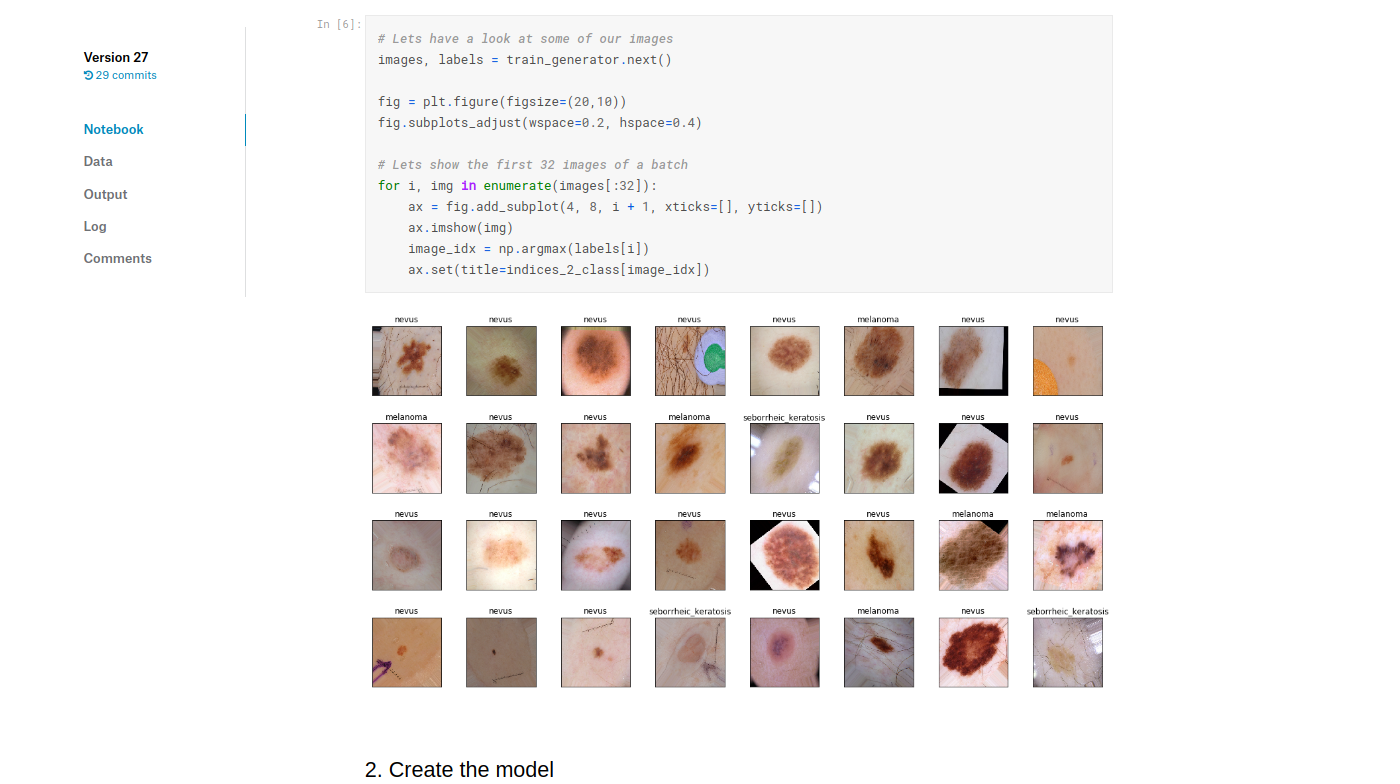 Version 27
29 commits
Notebook
Data
Output
Log
Comments
In [6]:
# Lets have a look at some of our images
images, labels = train_generator.next()
fig = plt.figure(figsize=(20,10))
fig.subplots_adjust(wspace=0.2, hspace=0.4)
# Lets show the first 32 images of a batch
for i, img in enumerate(images[:32]):
    ax = fig.add_subplot(4, 8, i + 1, xticks=[], yticks=[])
    ax.imshow(img)
    image_idx = np.argmax(labels[i])
    ax.set(title=indices_2_class[image_idx])
nevus nevus nevus nevus nevus melanoma nevus nevus
melanoma nevus nevus melanoma seborrheic_keratosis nevus nevus nevus
nevus nevus nevus nevus nevus nevus melanoma melanoma
nevus nevus nevus seborrheic_keratosis nevus melanoma nevus seborrheic_keratosis
2. Create the model